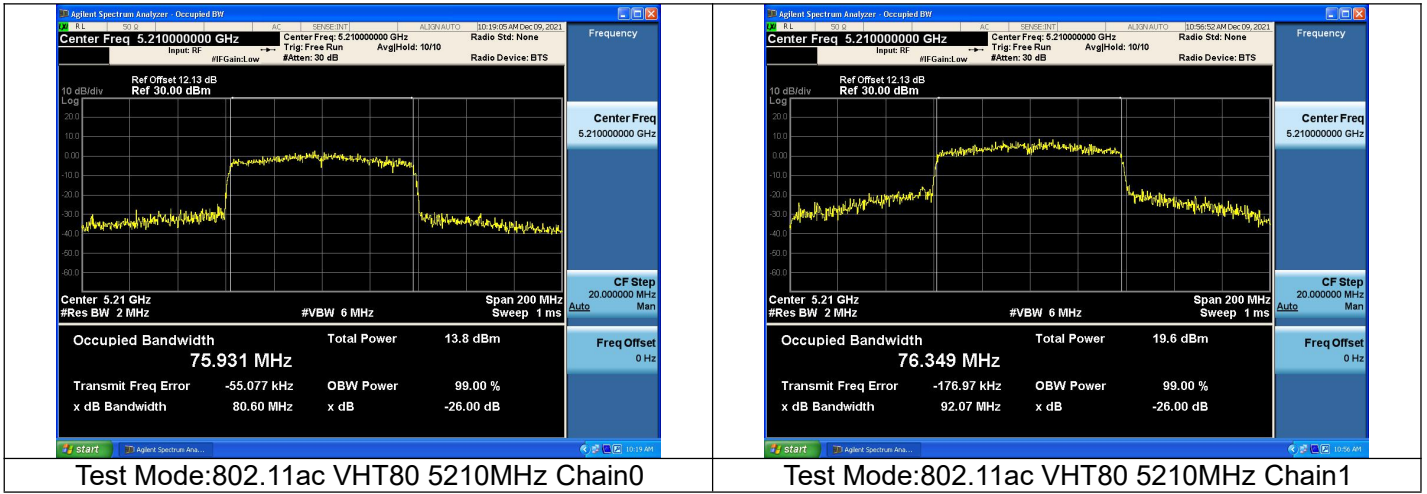 Agilent Spectrum Analyzer - Occupied BW
RL 50 Ω AC SENSE:INT ALIGNAUTO 10:19:05 AM Dec 09, 2021
Center Freq 5.210000000 GHz
Center Freq: 5.210000000 GHz
Radio Std: None
Input: RF
Trig: Free Run Avg|Hold: 10/10
#IFGain:Low
#Atten: 30 dB
Radio Device: BTS
Frequency
Ref Offset 12.13 dB
10 dB/div Ref 30.00 dBm
Log
20.0
10.0
0.00
-10.0
-20.0
-30.0
-40.0
-50.0
-60.0
Center Freq
5.210000000 GHz
Center 5.21 GHz
Span 200 MHz
#Res BW 2 MHz
#VBW 6 MHz
Sweep 1 ms
CF Step
20.000000 MHz
Auto Man
Occupied Bandwidth
75.931 MHz
Total Power 13.8 dBm
Transmit Freq Error -55.077 kHz
OBW Power 99.00 %
x dB Bandwidth 80.60 MHz
x dB -26.00 dB
Freq Offset
0 Hz
start
Agilent Spectrum Ana...
10:19 AM
Test Mode:802.11ac VHT80 5210MHz Chain0
Agilent Spectrum Analyzer - Occupied BW
RL 50 Ω AC SENSE:INT ALIGNAUTO 10:56:52 AM Dec 09, 2021
Center Freq 5.210000000 GHz
Center Freq: 5.210000000 GHz
Radio Std: None
Input: RF
Trig: Free Run Avg|Hold: 10/10
#IFGain:Low
#Atten: 30 dB
Radio Device: BTS
Frequency
Ref Offset 12.13 dB
10 dB/div Ref 30.00 dBm
Log
20.0
10.0
0.00
-10.0
-20.0
-30.0
-40.0
-50.0
-60.0
Center Freq
5.210000000 GHz
Center 5.21 GHz
Span 200 MHz
#Res BW 2 MHz
#VBW 6 MHz
Sweep 1 ms
CF Step
20.000000 MHz
Auto Man
Occupied Bandwidth
76.349 MHz
Total Power 19.6 dBm
Transmit Freq Error -176.97 kHz
OBW Power 99.00 %
x dB Bandwidth 92.07 MHz
x dB -26.00 dB
Freq Offset
0 Hz
start
Agilent Spectrum Ana...
10:56 AM
Test Mode:802.11ac VHT80 5210MHz Chain1